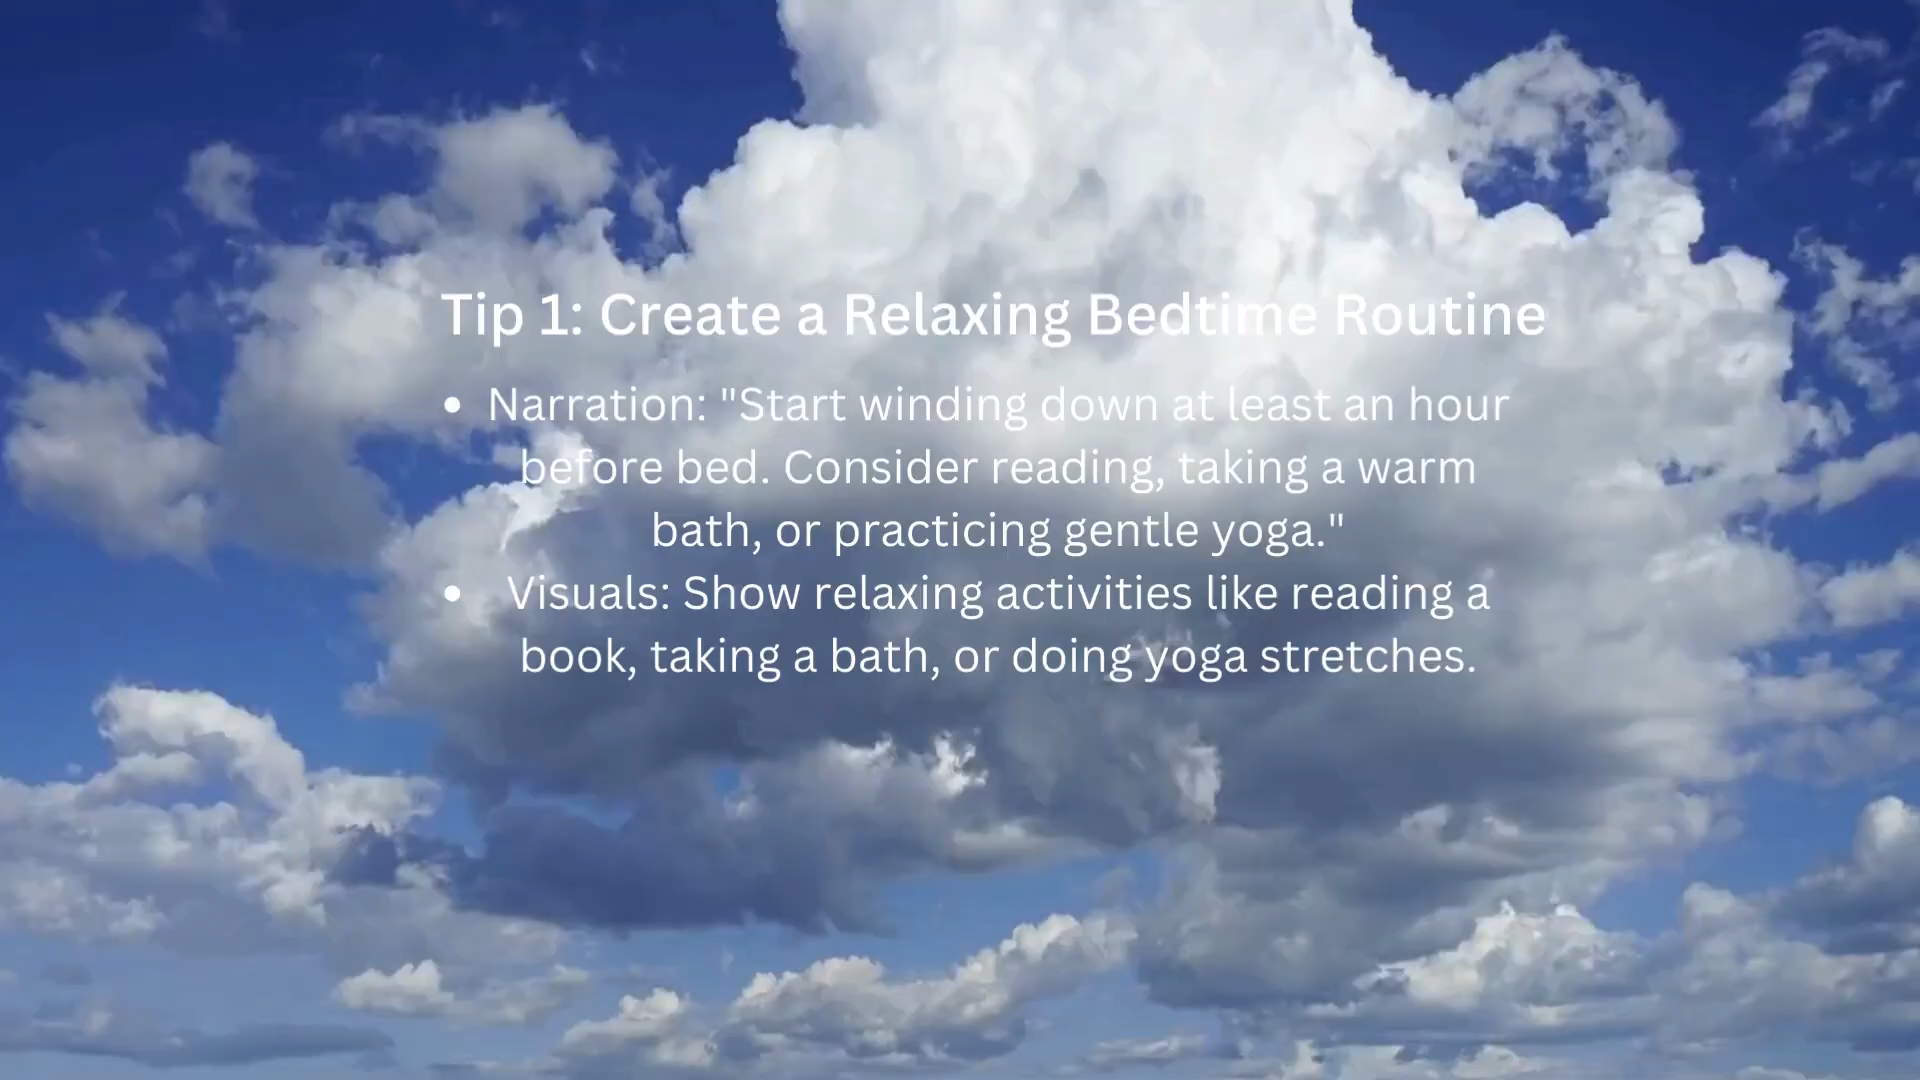 Tip 1: Create a Relaxing Bedtime Routine
• Narration: "Start winding down at least an hour
before bed. Consider reading, taking a warm
bath, or practicing gentle yoga."
• Visuals: Show relaxing activities like reading a
book, taking a bath, or doing yoga stretches.